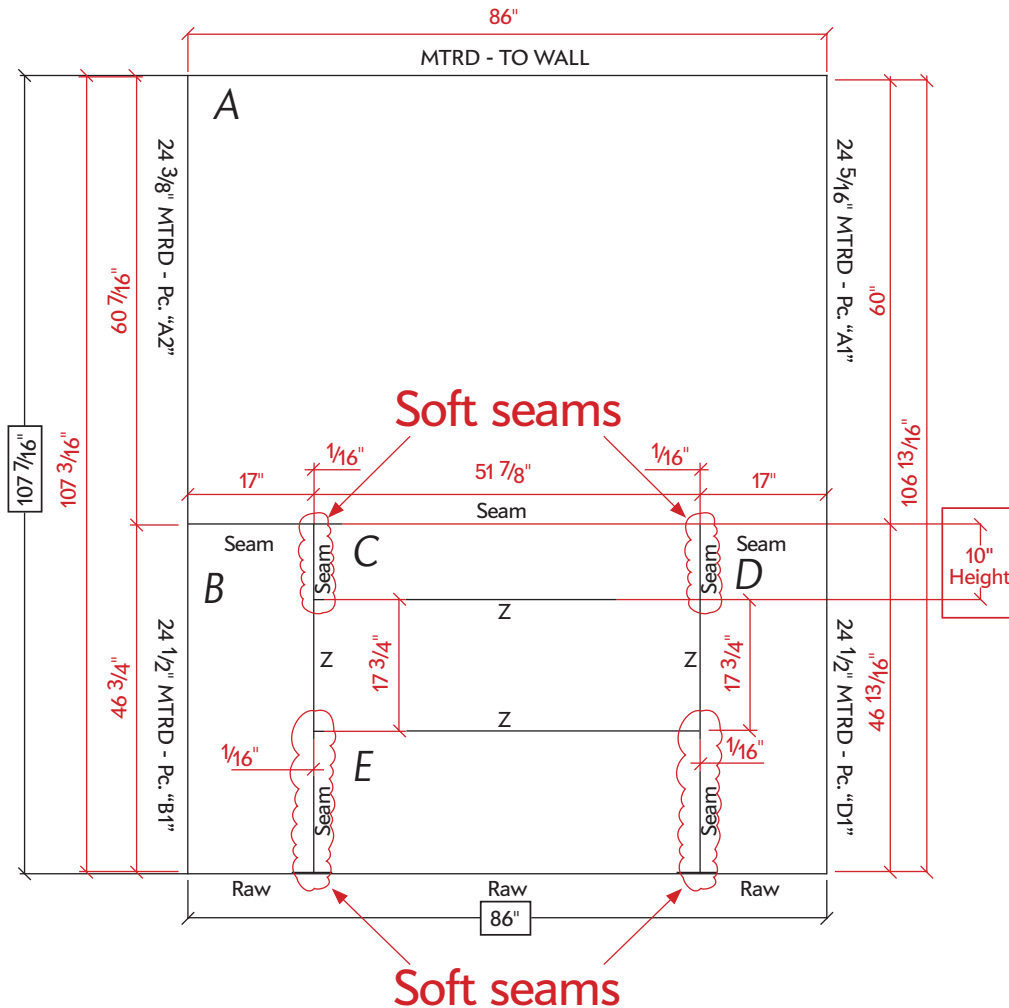 86"
MTRD - TO WALL
A
24 3/8" MTRD - Pc. “A2”
24 5/16" MTRD - Pc. “A1”
60 7/16"
60"
107 7/16"
107 3/16"
106 13/16"
Soft seams
1/16"
1/16"
17"
51 7/8"
17"
Seam
Seam
Seam
C
Seam
Seam
D
B
10"
Height
Z
Z
Z
17 3/4"
17 3/4"
46 3/4"
46 13/16"
24 1/2" MTRD - Pc. “B1”
24 1/2" MTRD - Pc. “D1”
Z
1/16"
1/16"
E
Seam
Seam
Raw
Raw
Raw
86"
Soft seams